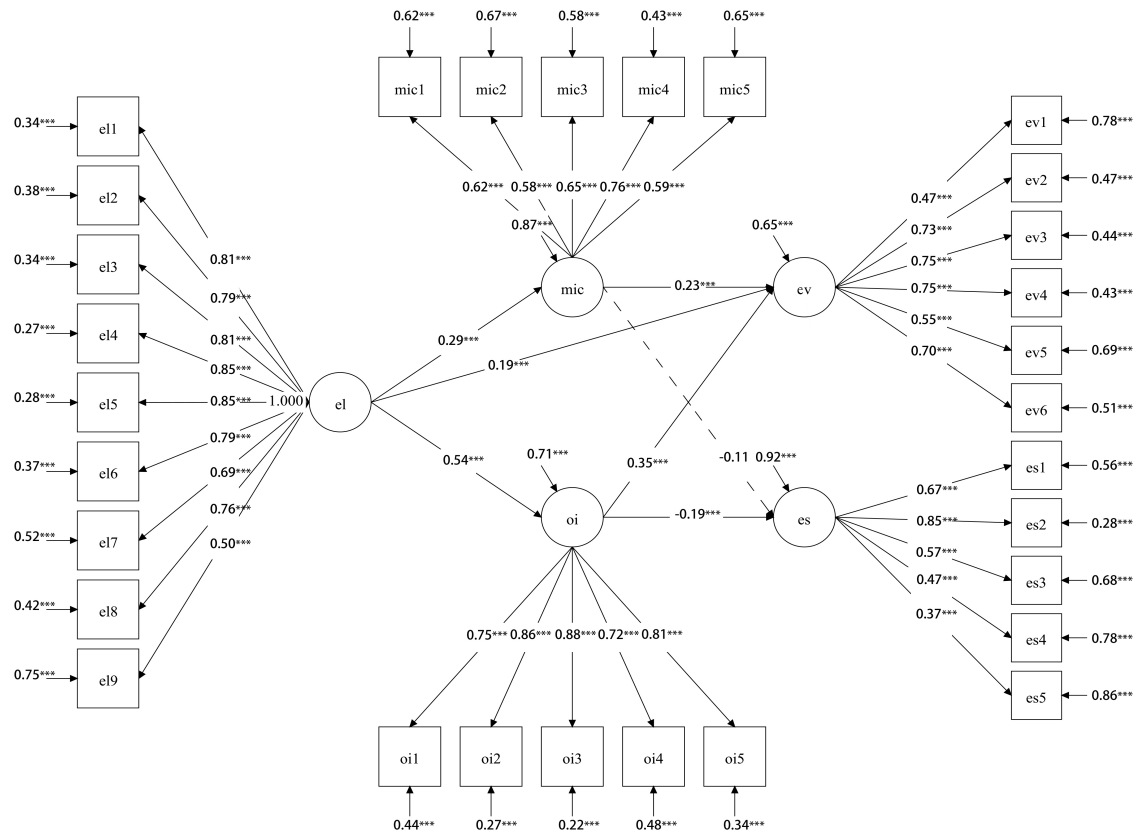 0.62*** 0.67*** 0.58*** 0.43*** 0.65***
mic1 mic2 mic3 mic4 mic5
0.34*** el1
ev1 0.78***
0.38*** el2
ev2 0.47***
0.62*** 0.58*** 0.65*** 0.76*** 0.59***
0.47***
0.87*** 0.65*** 0.73***
ev3 0.44***
0.34*** el3
0.81*** 0.75***
mic 0.23*** ev 0.75*** ev4 0.43***
0.79***
0.55***
0.27*** el4
0.81*** 0.29*** 0.70*** ev5 0.69***
0.19***
0.85***
0.28*** el5 0.85*** 1.000 el
ev6 0.51***
0.79***
0.71*** 0.54*** 0.35*** -0.11 0.92***
0.37*** el6 0.69***
es1 0.56***
0.67***
0.76*** oi -0.19*** es 0.85*** es2 0.28***
0.52*** el7 0.50***
0.57***
0.47*** es3 0.68***
0.42*** el8
0.37***
0.75*** 0.86*** 0.88*** 0.72*** 0.81***
es4 0.78***
0.75*** el9
es5 0.86***
oi1 oi2 oi3 oi4 oi5
0.44*** 0.27*** 0.22*** 0.48*** 0.34***